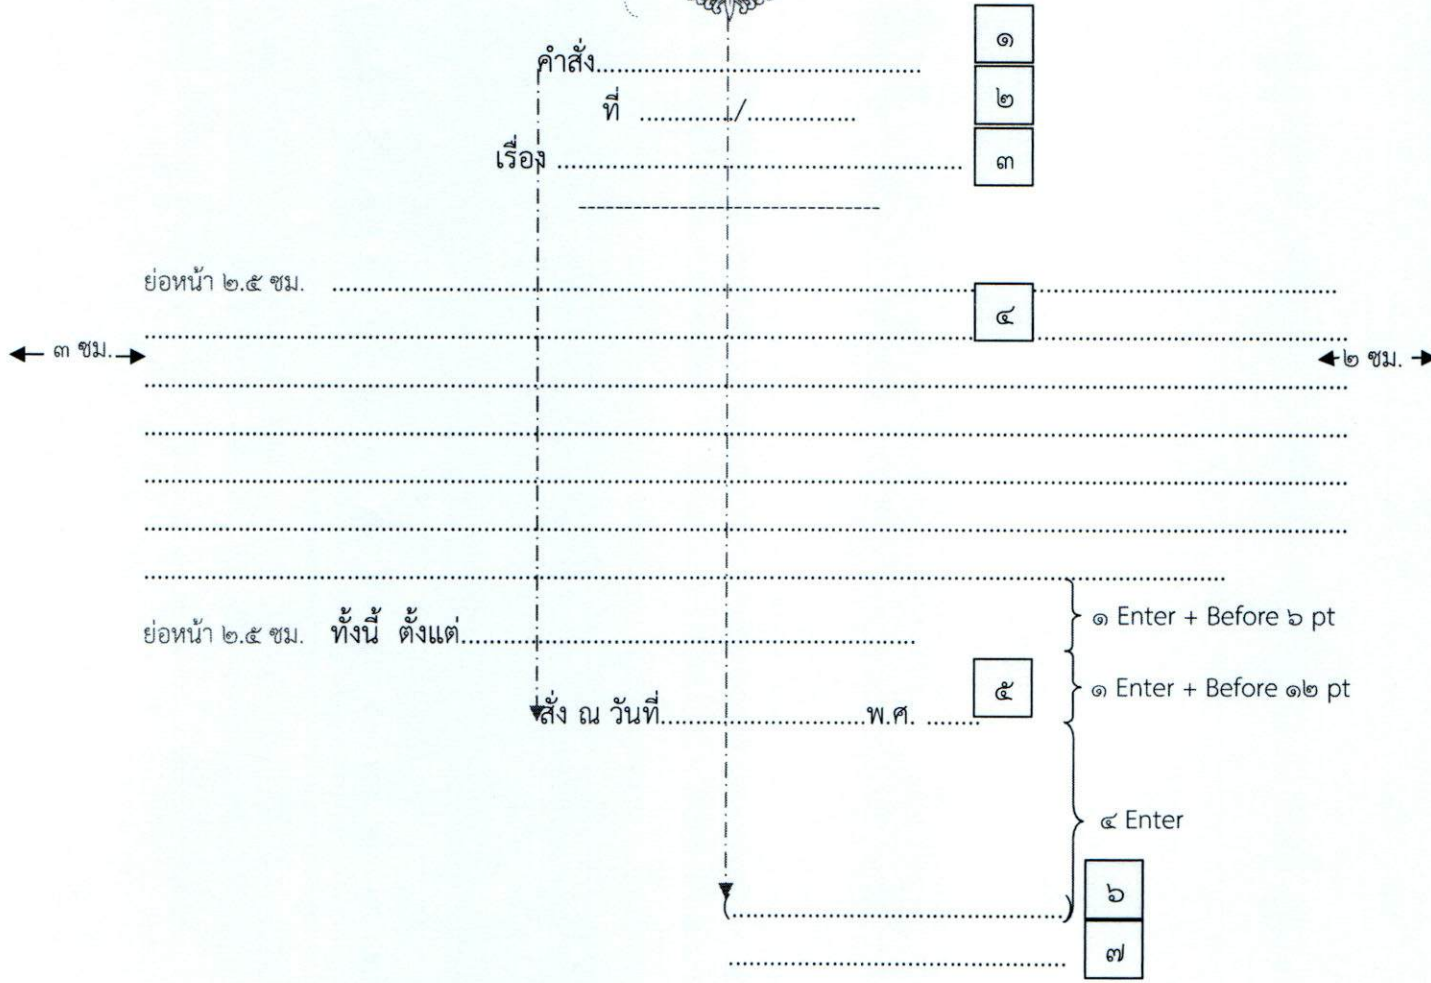 ๑
คำสั่ง................................................
๒
ที่ ............./...............
๓
เรื่อง ............................................................
-------------------------------
ย่อหน้า ๒.๕ ซม. ................................................................
๔
๓ ซม.
๒ ซม.
๑ Enter + Before ๖ pt
ย่อหน้า ๒.๕ ซม. ทั้งนี้ ตั้งแต่................................................................
๕
๑ Enter + Before ๑๒ pt
สั่ง ณ วันที่..............................พ.ศ. ........
๔ Enter
๖
(................................................)
๗
................................................